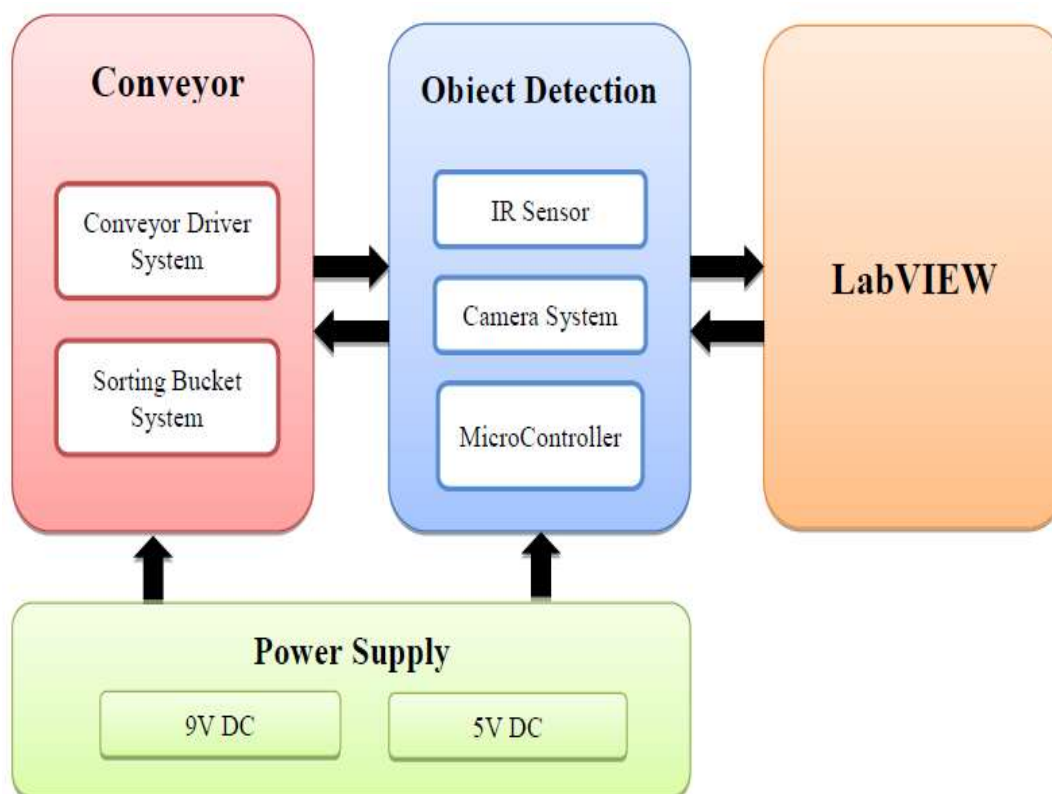 Conveyor
Conveyor Driver
System
Sorting Bucket
System
Obiect Detection
IR Sensor
Camera System
MicroController
LabVIEW
Power Supply
9V DC
5V DC